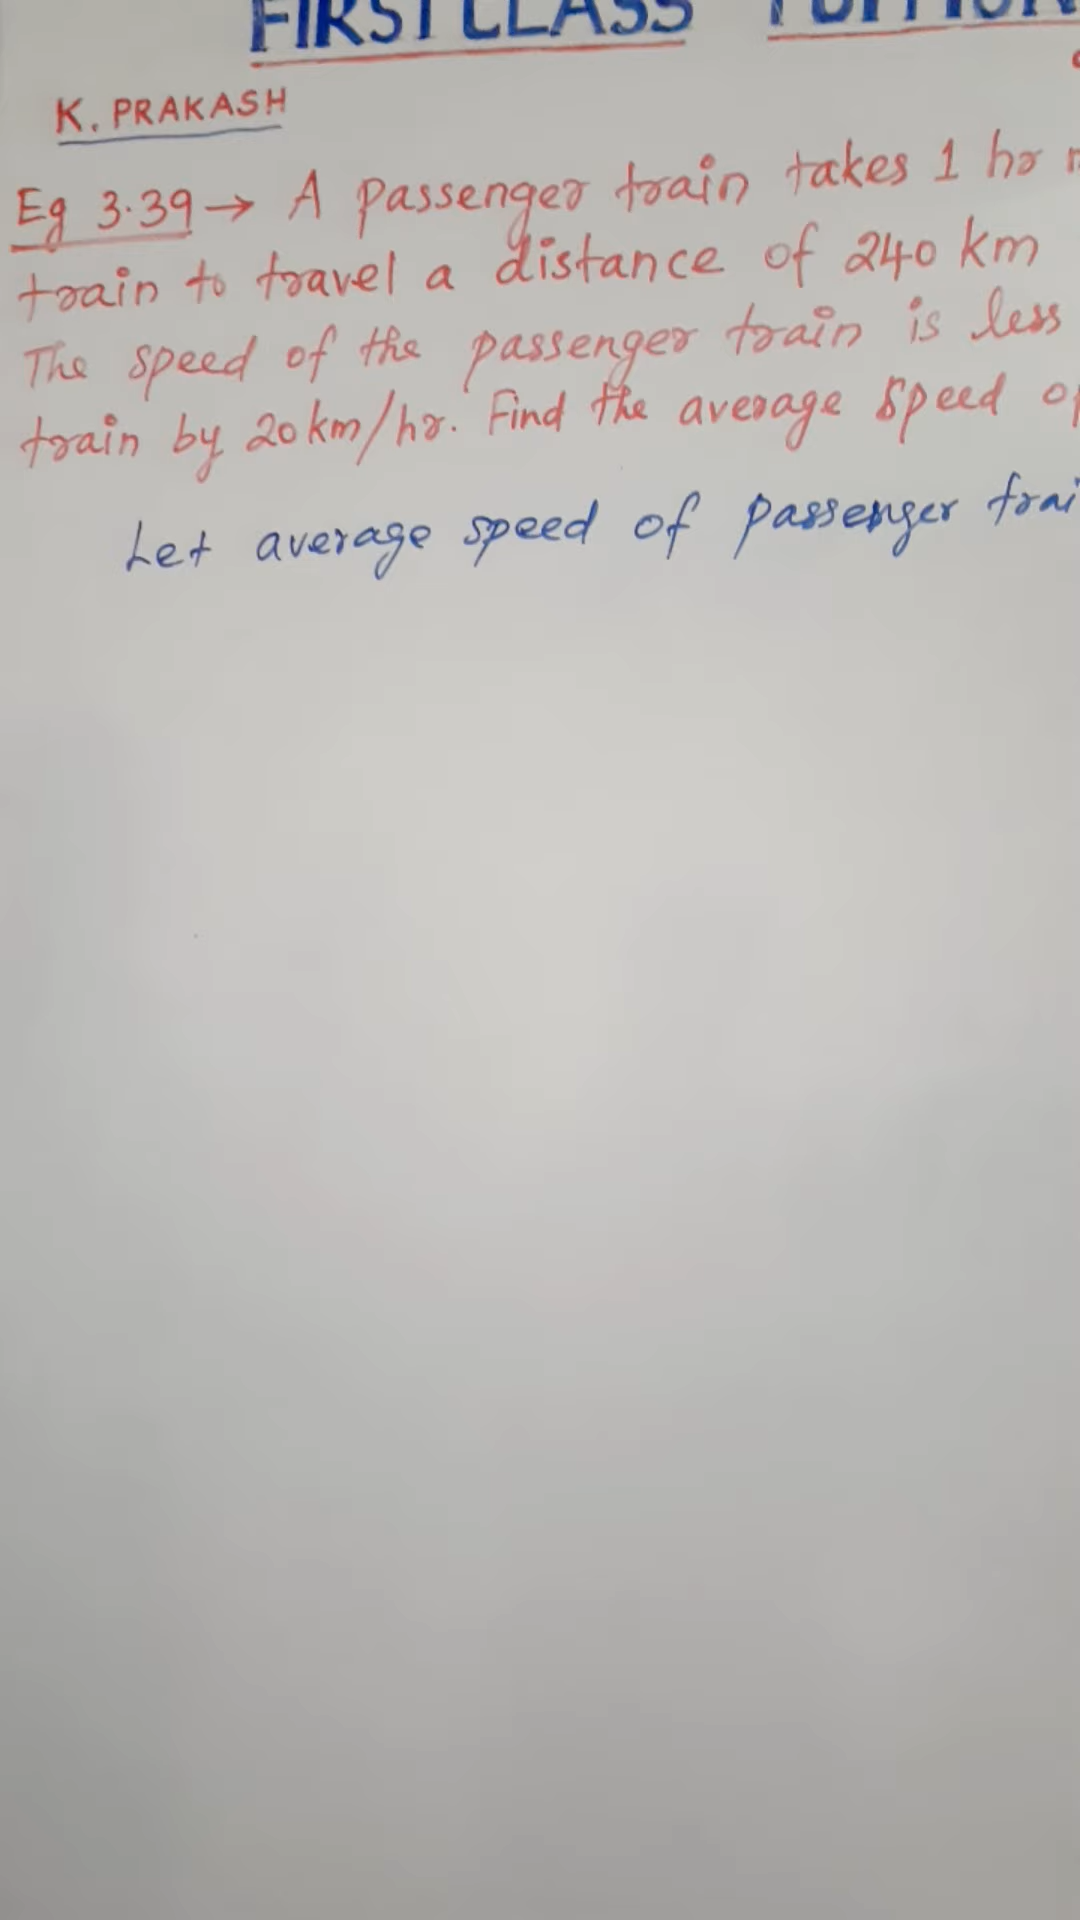 FIRST CLASS TUITION
K. PRAKASH
Eg 3.39 → A passenger train takes 1 hr
train to travel a distance of 240 km
The speed of the passenger train is less
train by 20 km/hr. Find the average speed
Let average speed of passenger trai